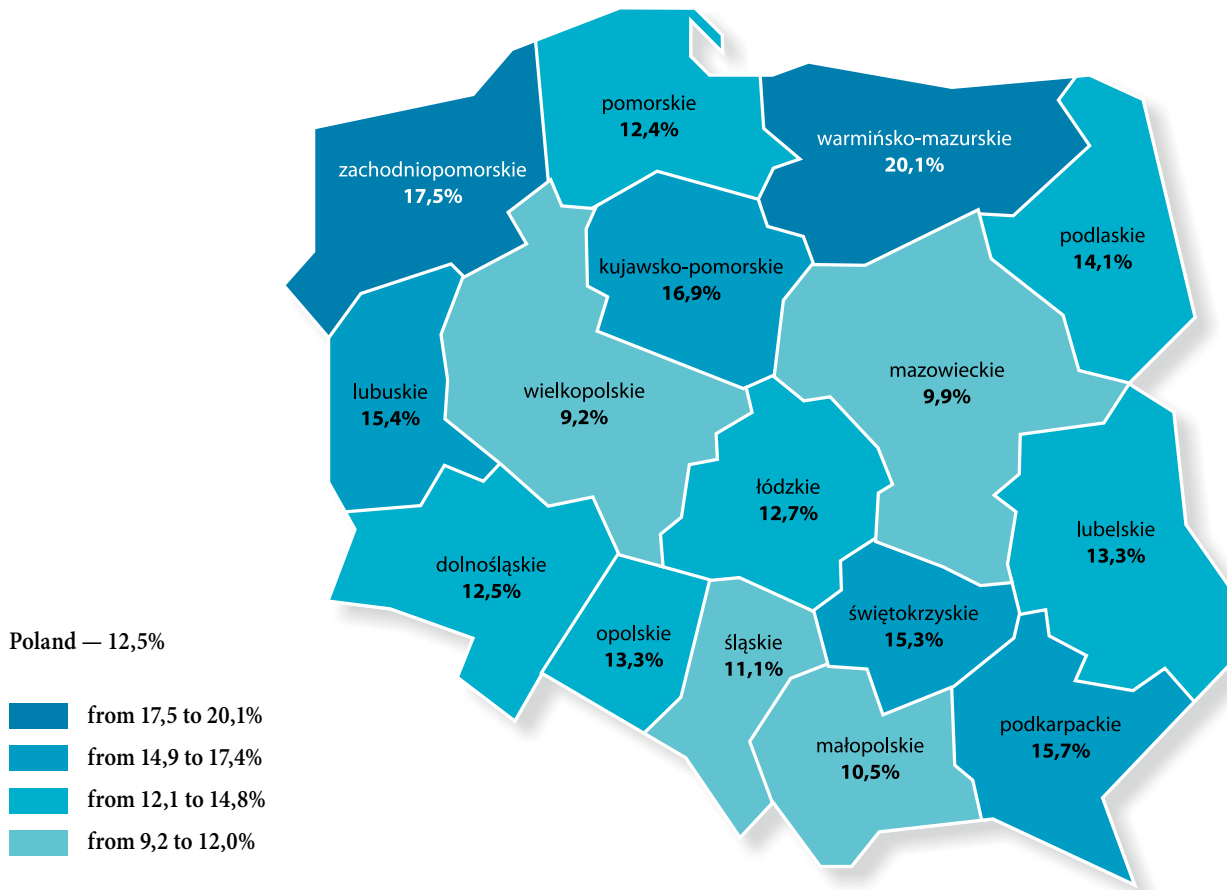 pomorskie
12,4%
warmińsko-mazurskie
20,1%
zachodniopomorskie
17,5%
podlaskie
14,1%
kujawsko-pomorskie
16,9%
mazowieckie
9,9%
lubuskie
15,4%
wielkopolskie
9,2%
łódzkie
12,7%
lubelskie
13,3%
dolnośląskie
12,5%
świętokrzyskie
15,3%
opolskie
13,3%
śląskie
11,1%
podkarpackie
15,7%
małopolskie
10,5%
Poland — 12,5%
from 17,5 to 20,1%
from 14,9 to 17,4%
from 12,1 to 14,8%
from 9,2 to 12,0%